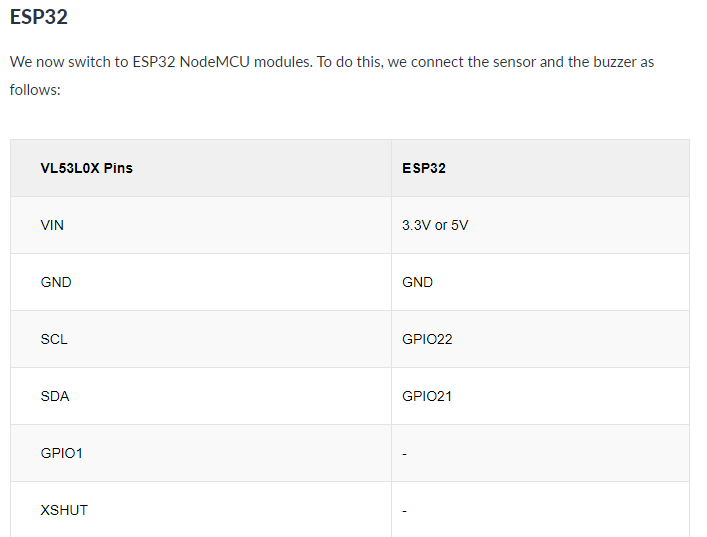 ESP32
We now switch to ESP32 NodeMCU modules. To do this, we connect the sensor and the buzzer as
follows:
VL53L0X Pins ESP32
VIN 3.3V or 5V
GND GND
SCL GPIO22
SDA GPIO21
GPIO1 -
XSHUT -